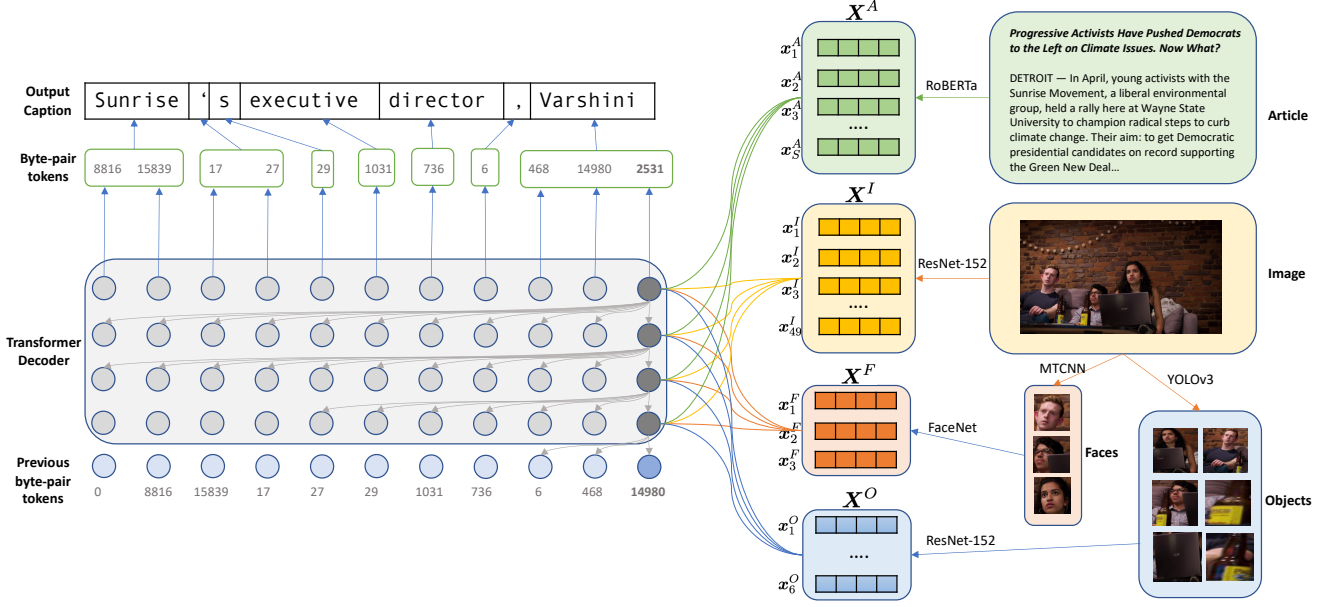 Output
Caption
Sunrise ‘ s executive director , Varshini
Byte-pair
tokens
8816 15839 17 27 29 1031 736 6 468 14980 2531
Transformer
Decoder
Previous
byte-pair
tokens
0 8816 15839 17 27 29 1031 736 6 468 14980
X^A
x_1^A
x_2^A
x_3^A
....
x_S^A
RoBERTa
Progressive Activists Have Pushed Democrats
to the Left on Climate Issues. Now What?
DETROIT — In April, young activists with the
Sunrise Movement, a liberal environmental
group, held a rally here at Wayne State
University to champion radical steps to curb
climate change. Their aim: to get Democratic
presidential candidates on record supporting
the Green New Deal…
Article
X^I
x_1^I
x_2^I
x_3^I
....
x_49^I
ResNet-152
Image
MTCNN
YOLOv3
X^F
x_1^F
x_2^F
x_3^F
FaceNet
Faces
X^O
x_1^O
....
x_6^O
ResNet-152
Objects